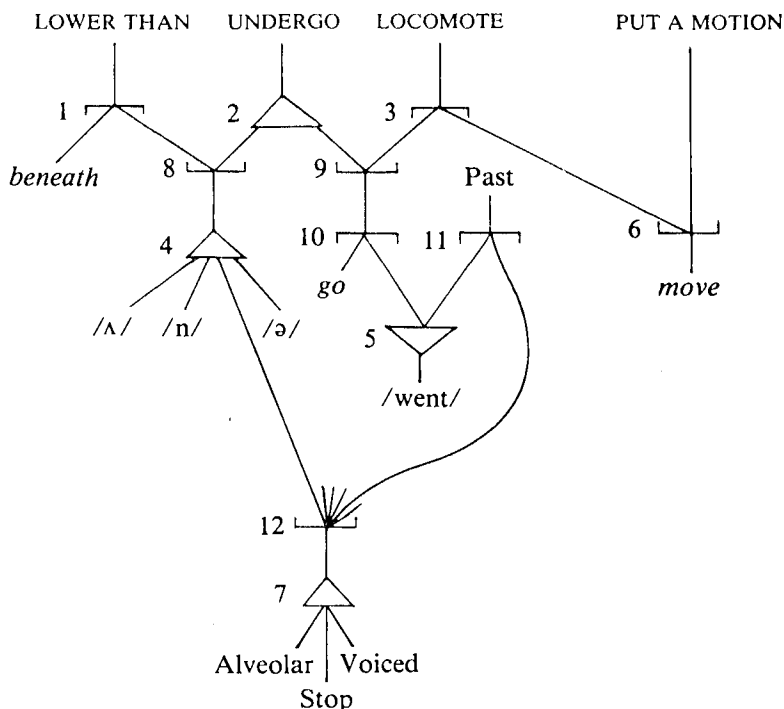 LOWER THAN UNDERGO LOCOMOTE PUT A MOTION
1 2 3
beneath 8 9 Past
4 10 11 6
go move
/ʌ/ /n/ /ə/ 5
/went/
12
7
Alveolar Voiced
Stop